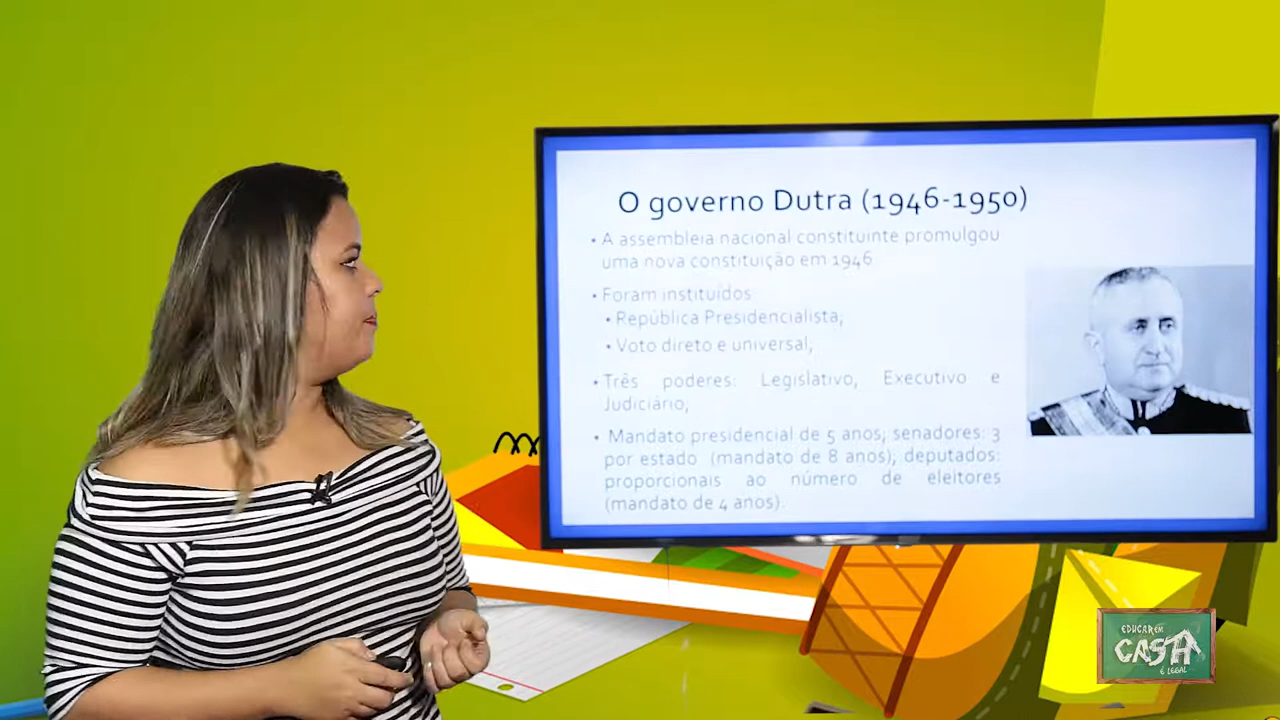 O governo Dutra (1946-1950)
• A assembleia nacional constituinte promulgou
uma nova constituição em 1946
• Foram instituídos
• República Presidencialista;
• Voto direto e universal;
• Três poderes: Legislativo, Executivo e
Judiciário;
• Mandato presidencial de 5 anos; senadores: 3
por estado (mandato de 8 anos), deputados:
proporcionais ao número de eleitores
(mandato de 4 anos).
EDUCAR EM
CASA
É LEGAL